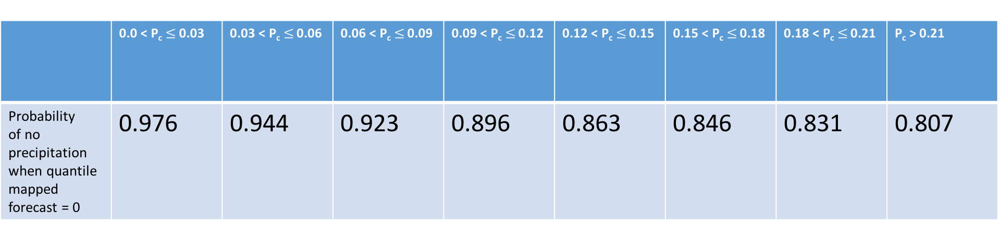 0.0 < Pc ≤ 0.03 0.03 < Pc ≤ 0.06 0.06 < Pc ≤ 0.09 0.09 < Pc ≤ 0.12 0.12 < Pc ≤ 0.15 0.15 < Pc ≤ 0.18 0.18 < Pc ≤ 0.21 Pc > 0.21
Probability
of no
precipitation
when quantile
mapped
forecast = 0
0.976 0.944 0.923 0.896 0.863 0.846 0.831 0.807